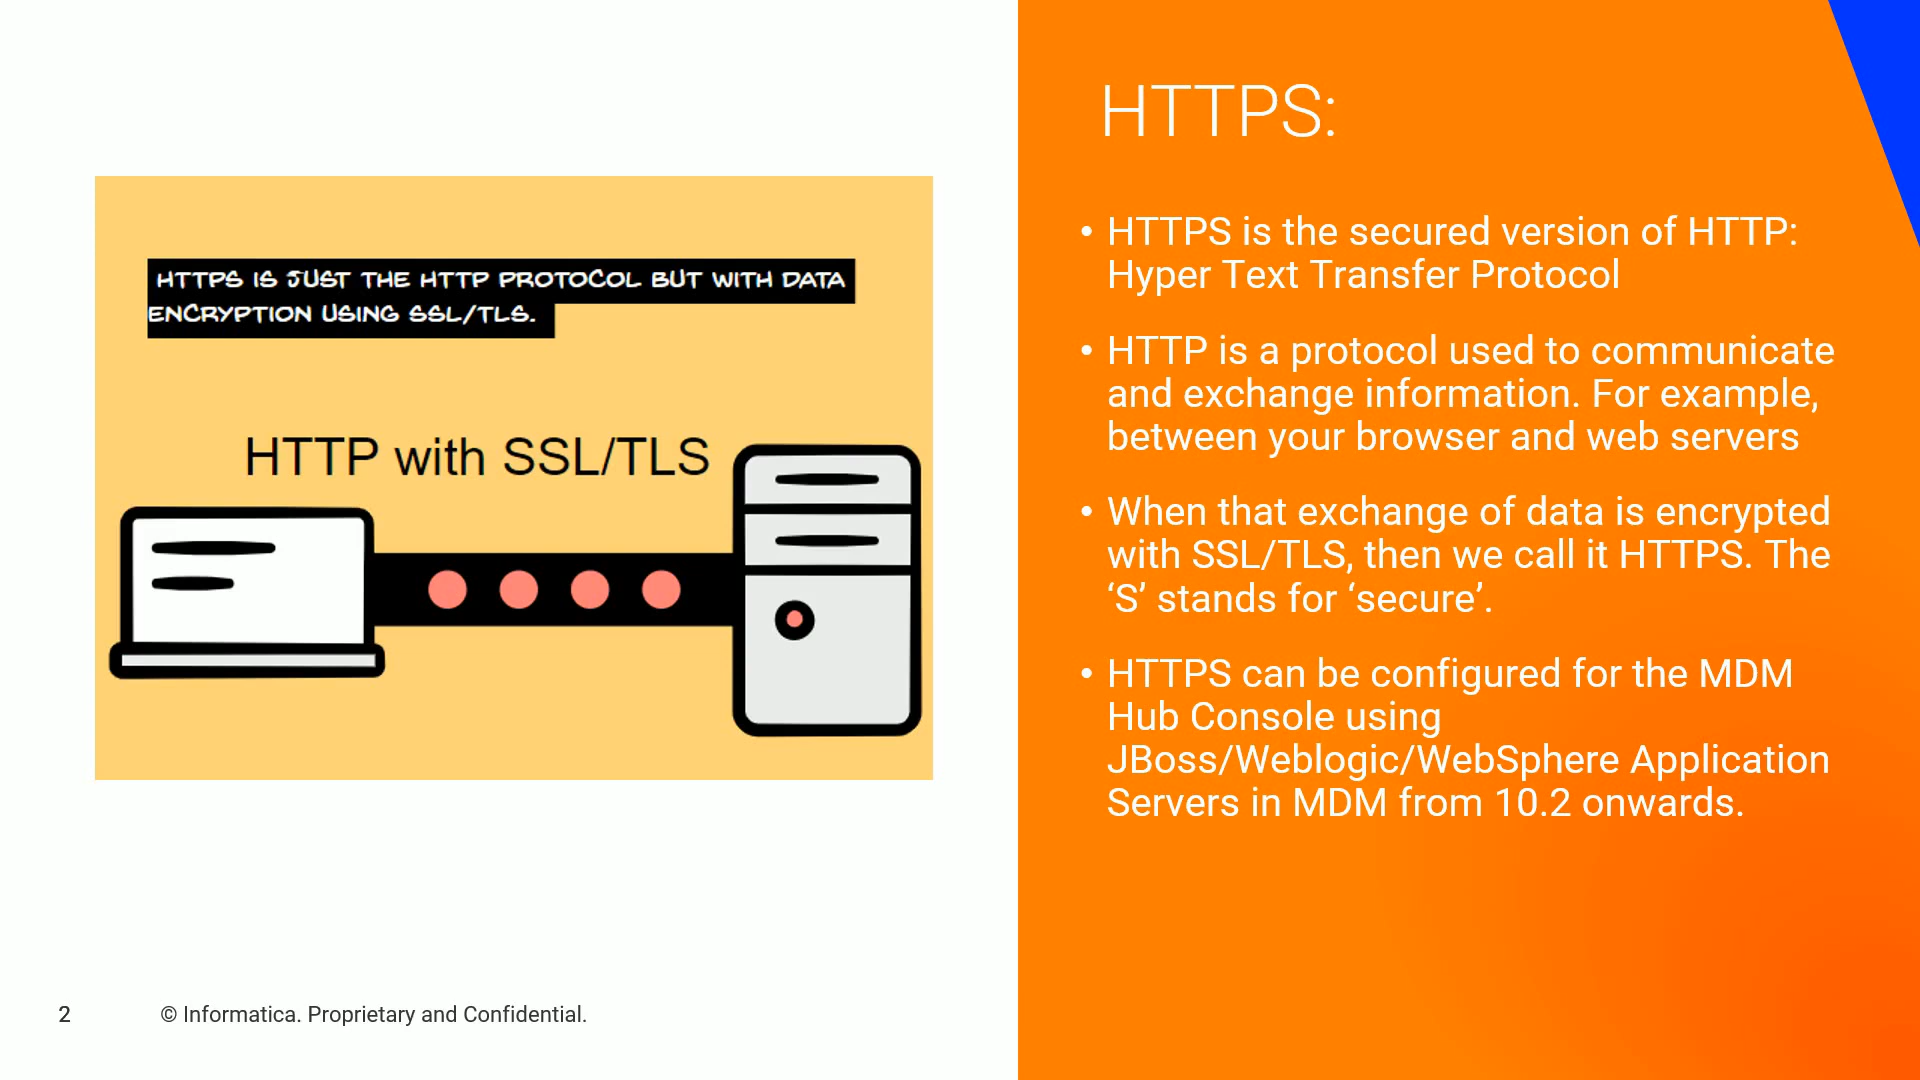 HTTPS IS JUST THE HTTP PROTOCOL BUT WITH DATA
ENCRYPTION USING SSL/TLS.
HTTP with SSL/TLS
HTTPS:
• HTTPS is the secured version of HTTP:
Hyper Text Transfer Protocol
• HTTP is a protocol used to communicate
and exchange information. For example,
between your browser and web servers
• When that exchange of data is encrypted
with SSL/TLS, then we call it HTTPS. The
‘S’ stands for ‘secure’.
• HTTPS can be configured for the MDM
Hub Console using
JBoss/Weblogic/WebSphere Application
Servers in MDM from 10.2 onwards.
2
© Informatica. Proprietary and Confidential.